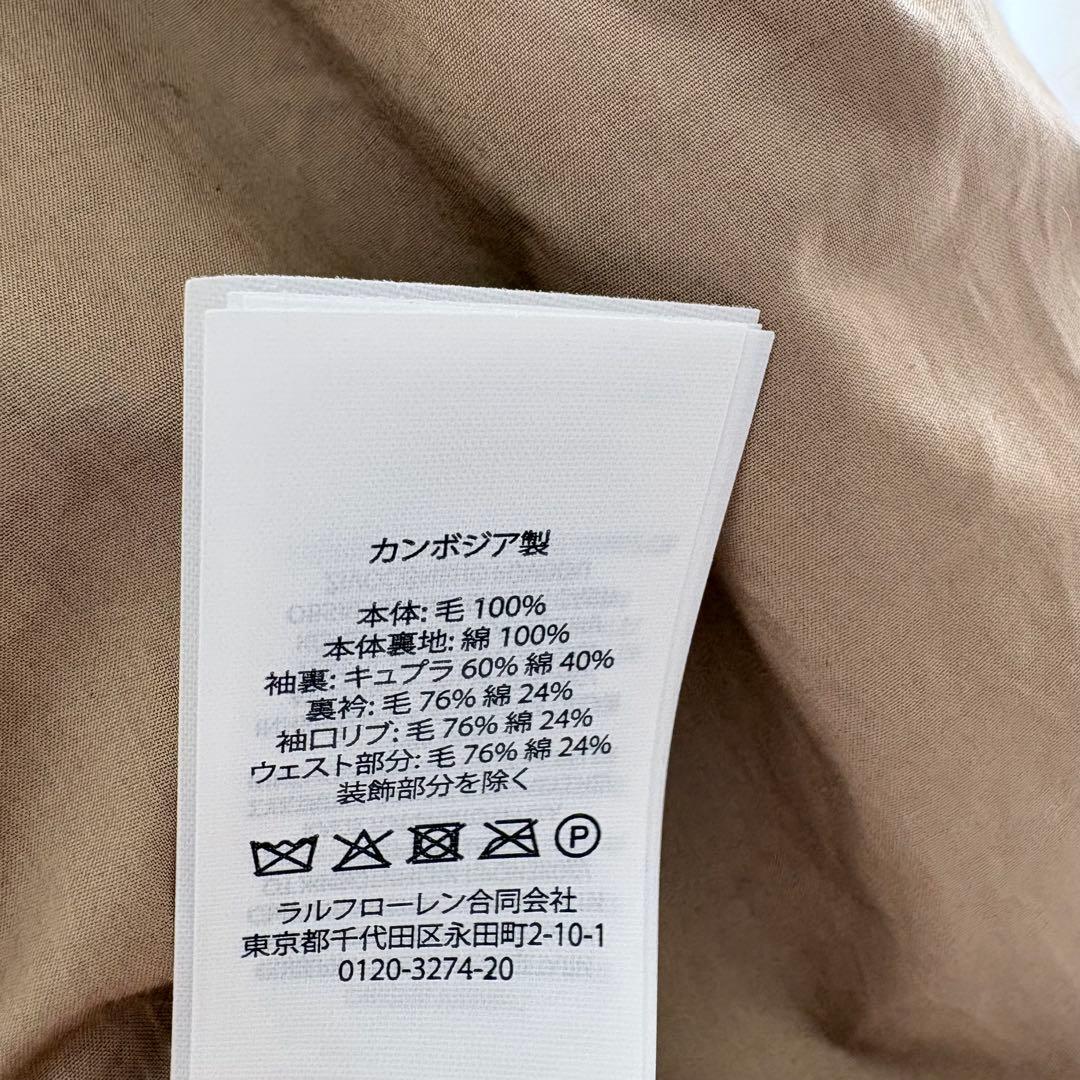 カンボジア製
本体: 毛 100%
本体裏地: 綿 100%
袖裏: キュプラ 60% 綿 40%
裏衿: 毛 76% 綿 24%
袖口リブ: 毛 76% 綿 24%
ウェスト部分: 毛 76% 綿 24%
装飾部分を除く
P
ラルフローレン合同会社
東京都千代田区永田町2-10-1
0120-3274-20